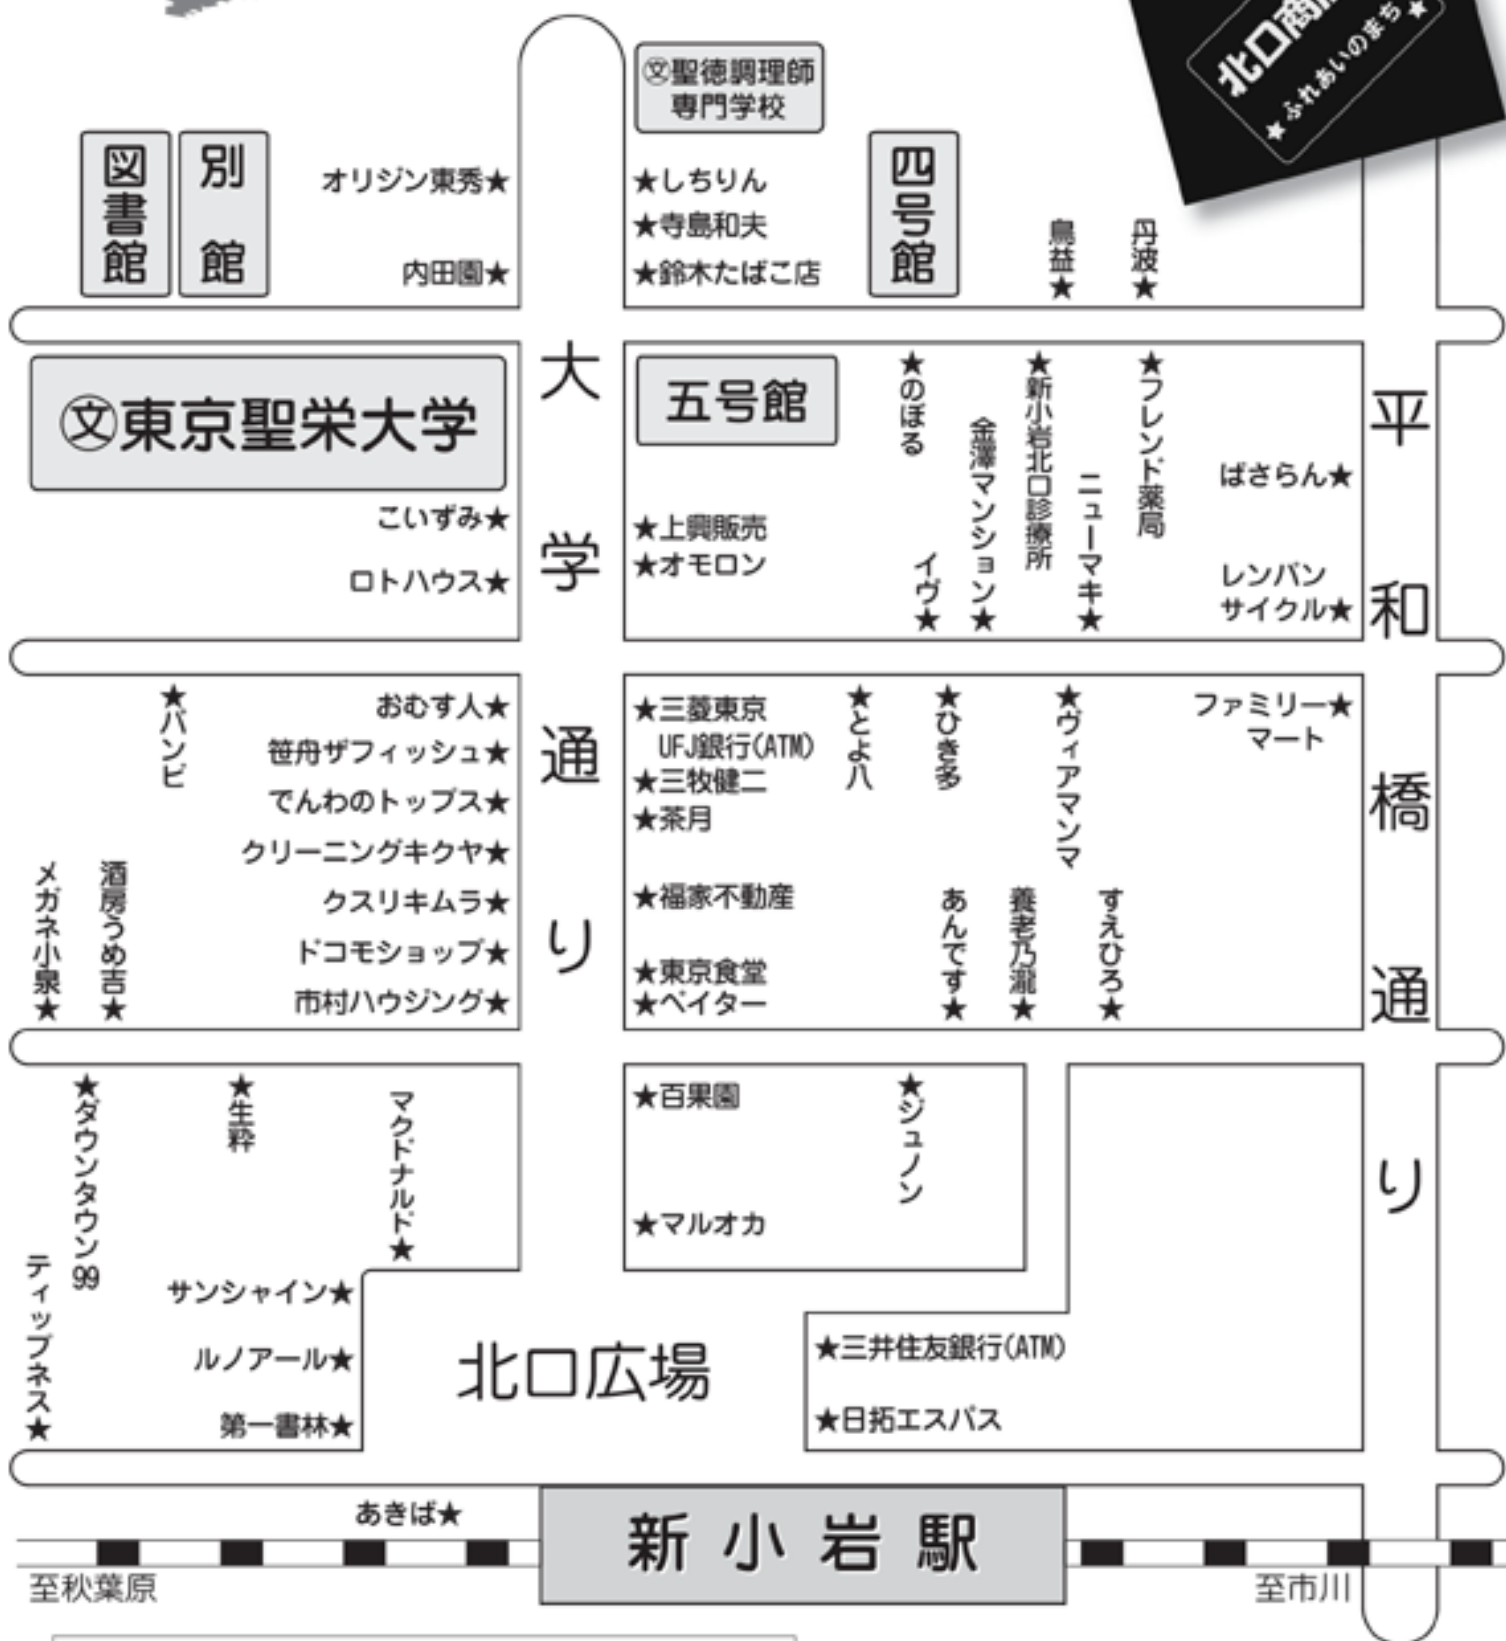 北口商
★ふれあいのまち★
㊫聖徳調理師
専門学校
図書館
別館
オリジン東秀★
内田園★
★しちりん
★寺島和夫
★鈴木たばこ店
四号館
鳥益★
丹波★
㊫東京聖栄大学
こいずみ★
ロトハウス★
大学通り
五号館
★上興販売
★オモロン
★のぼる
イヴ★
金澤マンション★
★新小岩北口診療所
ニューマキ★
★フレンド薬局
ばさらん★
レンバン
サイクル★
平和橋通り
★バンビ
メガネ小泉★
酒房うめ吉★
おむす人★
笹舟ザフィッシュ★
でんわのトップス★
クリーニングキクヤ★
クスリキムラ★
ドコモショップ★
市村ハウジング★
★三菱東京
UFJ銀行(ATM)
★三牧健二
★茶月
★福家不動産
★東京食堂
★ベイター
★とよ八
★ひき多
★ヴィアマンマ
あんです★
養老乃瀧★
すえひろ★
ファミリー★
マート
★ダウンタウン99
★生粋
マクドナルド★
ティップネス★
サンシャイン★
ルノアール★
第一書林★
★百果園
★マルオカ
★ジュノン
北口広場
★三井住友銀行(ATM)
★日拓エスパス
あきば★
新小岩駅
至秋葉原
至市川